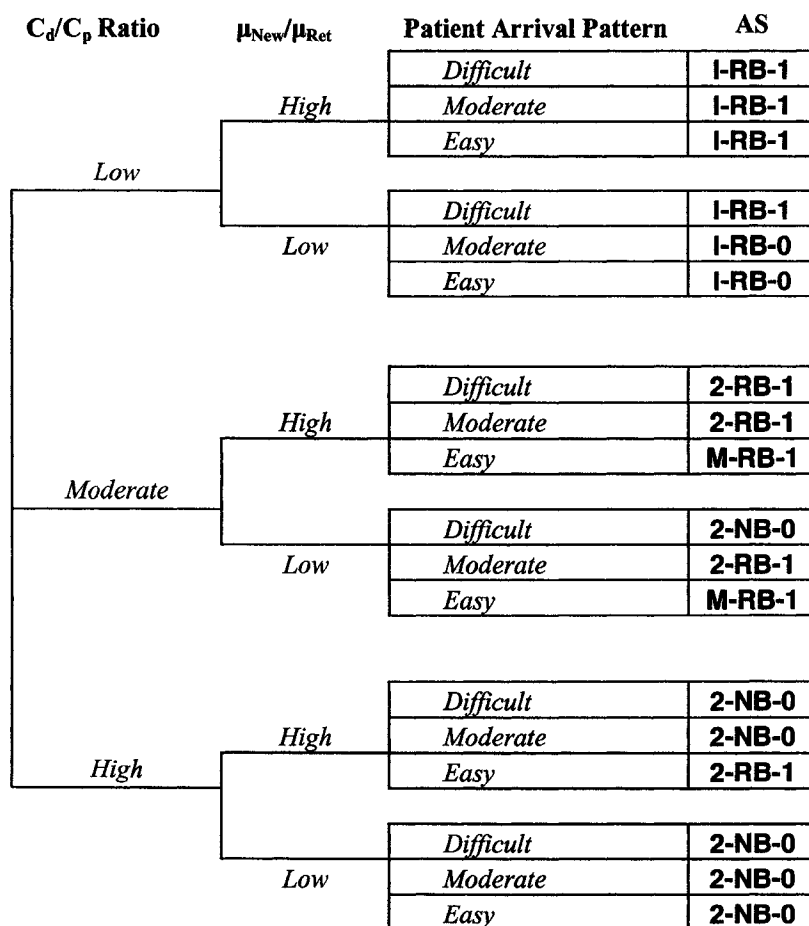 C_d/C_p Ratio μ_New/μ_Ret Patient Arrival Pattern AS
Difficult I-RB-1
High Moderate I-RB-1
Easy I-RB-1
Low
Difficult I-RB-1
Low Moderate I-RB-0
Easy I-RB-0
Difficult 2-RB-1
High Moderate 2-RB-1
Easy M-RB-1
Moderate
Difficult 2-NB-0
Low Moderate 2-RB-1
Easy M-RB-1
Difficult 2-NB-0
High Moderate 2-NB-0
Easy 2-RB-1
High
Difficult 2-NB-0
Low Moderate 2-NB-0
Easy 2-NB-0